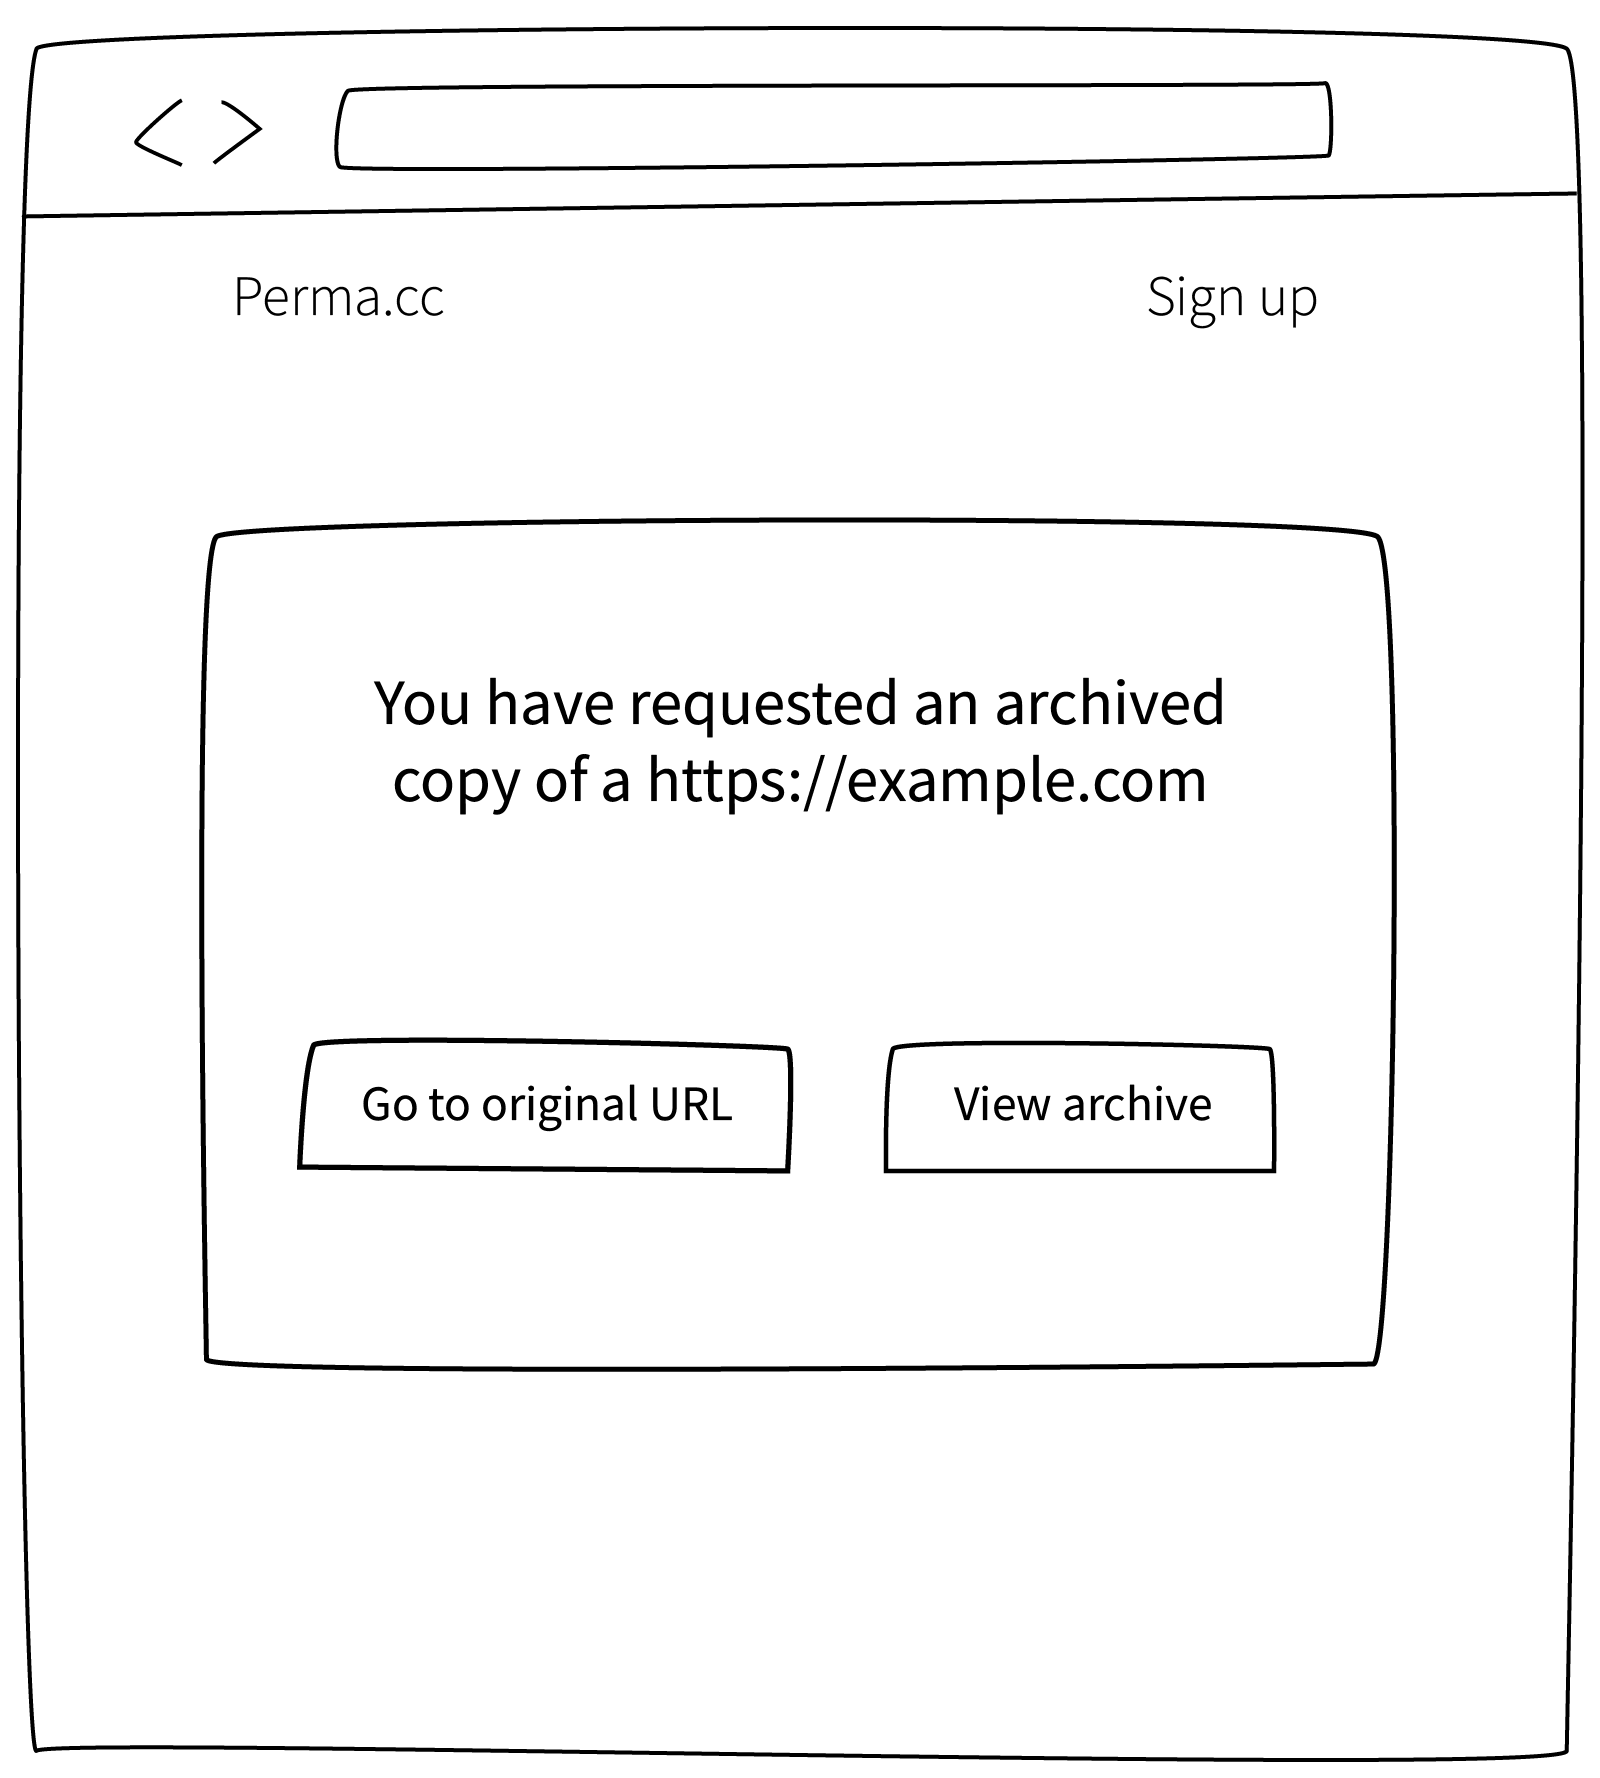 Perma.cc
Sign up
You have requested an archived
copy of a https://example.com
Go to original URL
View archive